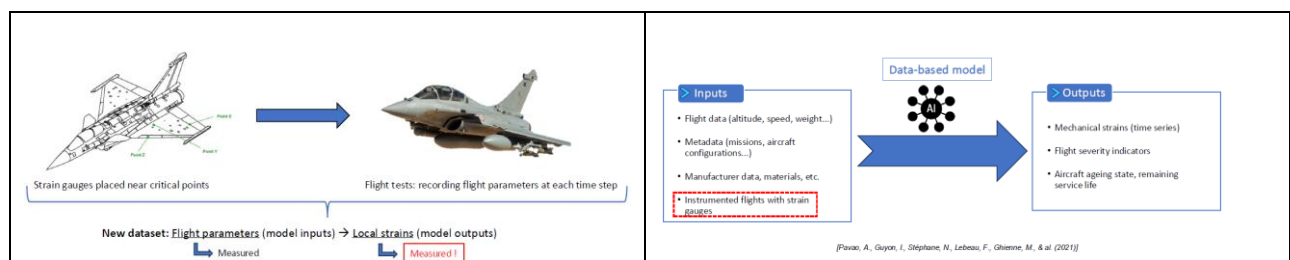 Point X
Point Z
Point Y
Strain gauges placed near critical points
Flight tests: recording flight parameters at each time step
New dataset: Flight parameters (model inputs) → Local strains (model outputs)
Measured
Measured !
Data-based model
AI
> Inputs
• Flight data (altitude, speed, weight...)
• Metadata (missions, aircraft
configurations...)
• Manufacturer data, materials, etc.
• Instrumented flights with strain
gauges
> Outputs
• Mechanical strains (time series)
• Flight severity indicators
• Aircraft ageing state, remaining
service life
[Pavao, A., Guyon, I., Stéphane, N., Lebeau, F., Ghienne, M., & al. (2021)]